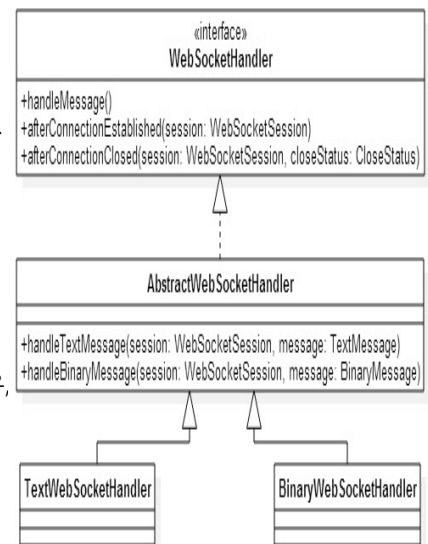 «interface»
WebSocketHandler
+handleMessage()
+afterConnectionEstablished(session: WebSocketSession)
+afterConnectionClosed(session: WebSocketSession, closeStatus: CloseStatus)
AbstractWebSocketHandler
+handleTextMessage(session: WebSocketSession, message: TextMessage)
+handleBinaryMessage(session: WebSocketSession, message: BinaryMessage)
TextWebSocketHandler
BinaryWebSocketHandler